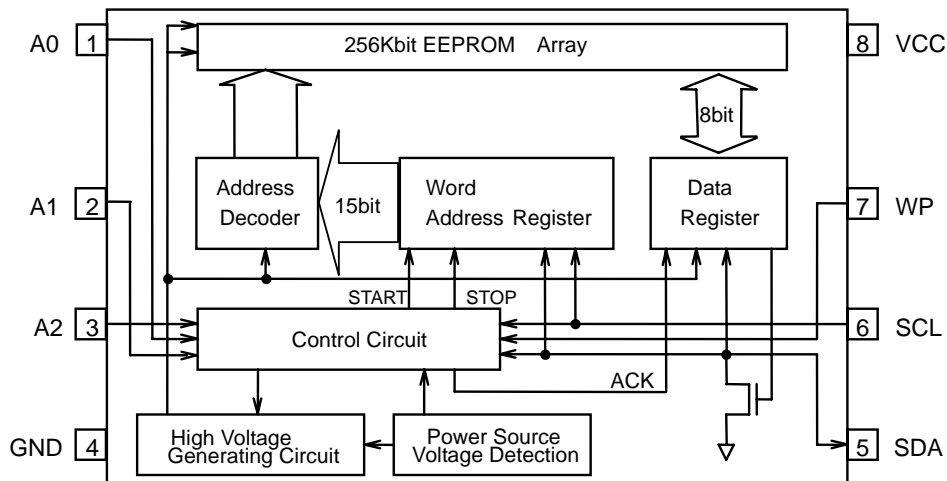 A0 1
256Kbit EEPROM Array
8 VCC
8bit
A1 2
Address
Decoder
15bit
Word
Address Register
Data
Register
7 WP
START
STOP
A2 3
Control Circuit
6 SCL
ACK
GND 4
High Voltage
Generating Circuit
Power Source
Voltage Detection
5 SDA